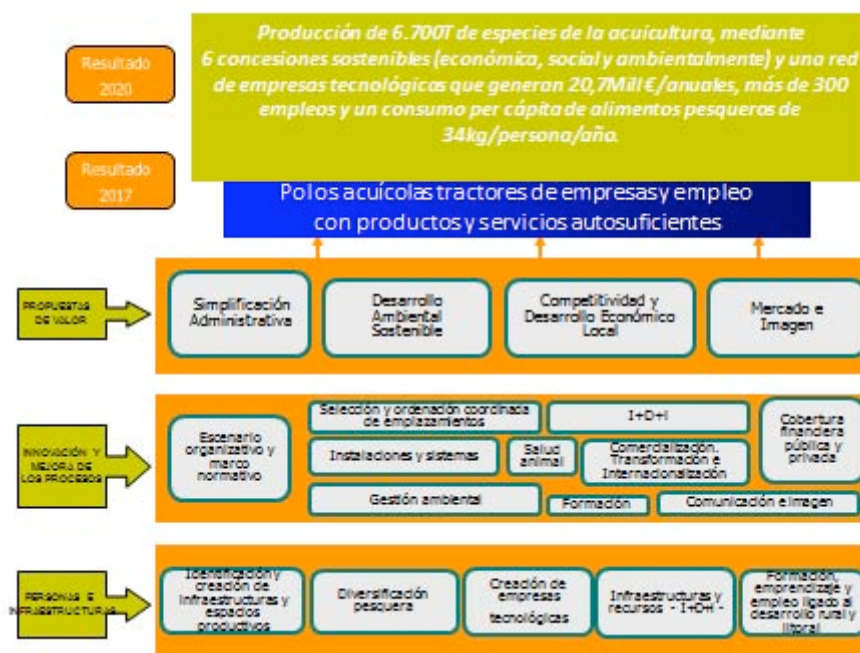 Resultado
2020
Producción de 6.700T de especies de la acuicultura, mediante
6 concesiones sostenibles (económica, social y ambientalmente) y una red
de empresas tecnológicas que generan 20,7Mill €/anuales, más de 300
empleos y un consumo per cápita de alimentos pesqueros de
34kg/persona/año.
Resultado
2017
Polos acuícolas tractores de empresas y empleo
con productos y servicios autosuficientes
PROPUESTAS
DE VALOR
Simplificación
Administrativa
Desarrollo
Ambiental
Sostenible
Competitividad y
Desarrollo Económico
Local
Mercado e
Imagen
INNOVACIÓN Y
MEJORA DE
LOS PROCESOS
Escenario
organizativo y
marco
normativo
Selección y ordenación coordinada
de emplazamientos
I+D+I
Cobertura
financiera
pública y
privada
Instalaciones y sistemas
Salud
animal
Comercialización,
Transformación e
Internacionalización
Gestión ambiental
Formación
Comunicación e imagen
PERSONAS E
INFRAESTRUCTURAS
Identificación y
creación de
infraestructuras y
espacios
productivos
Diversificación
pesquera
Creación de
empresas
tecnológicas
Infraestructuras y
recursos - I+D+i -
Formación,
emprendizaje y
empleo ligado al
desarrollo rural y
litoral